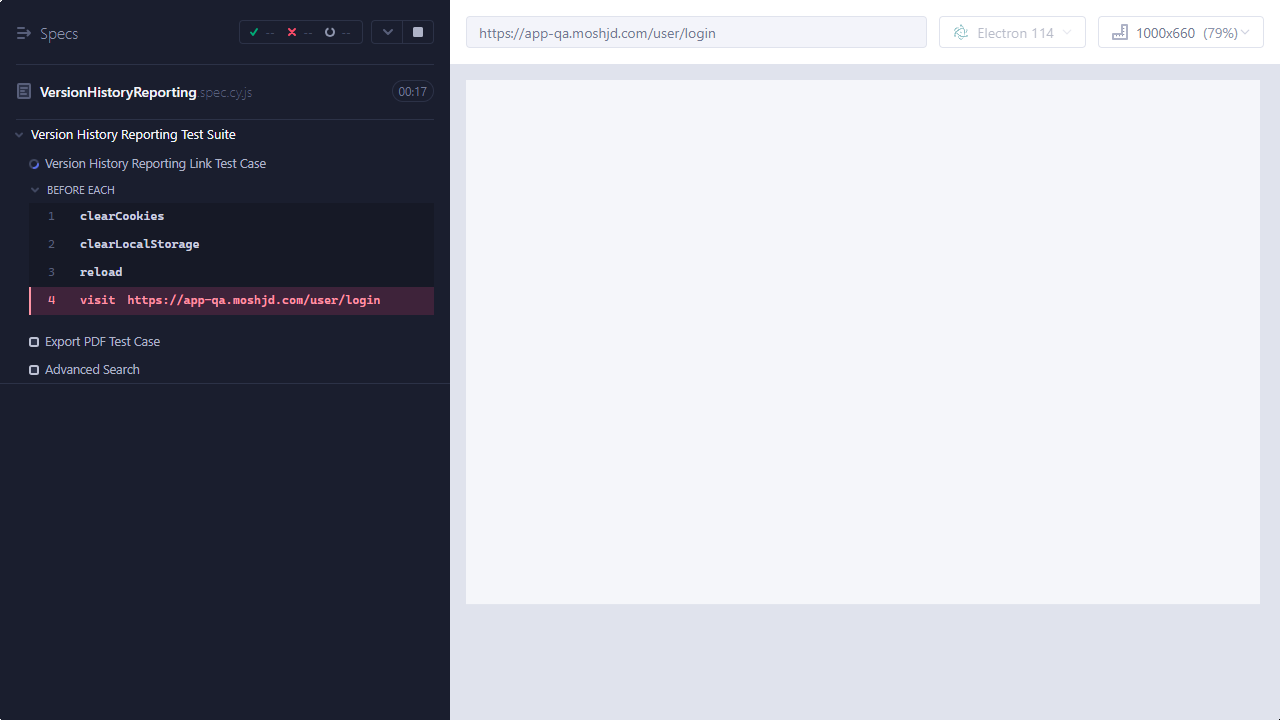 Specs
-- -- --
https://app-qa.moshjd.com/user/login
Electron 114
1000x660 (79%)
VersionHistoryReporting.spec.cy.js
00:17
Version History Reporting Test Suite
Version History Reporting Link Test Case
BEFORE EACH
1 clearCookies
2 clearLocalStorage
3 reload
4 visit https://app-qa.moshjd.com/user/login
Export PDF Test Case
Advanced Search